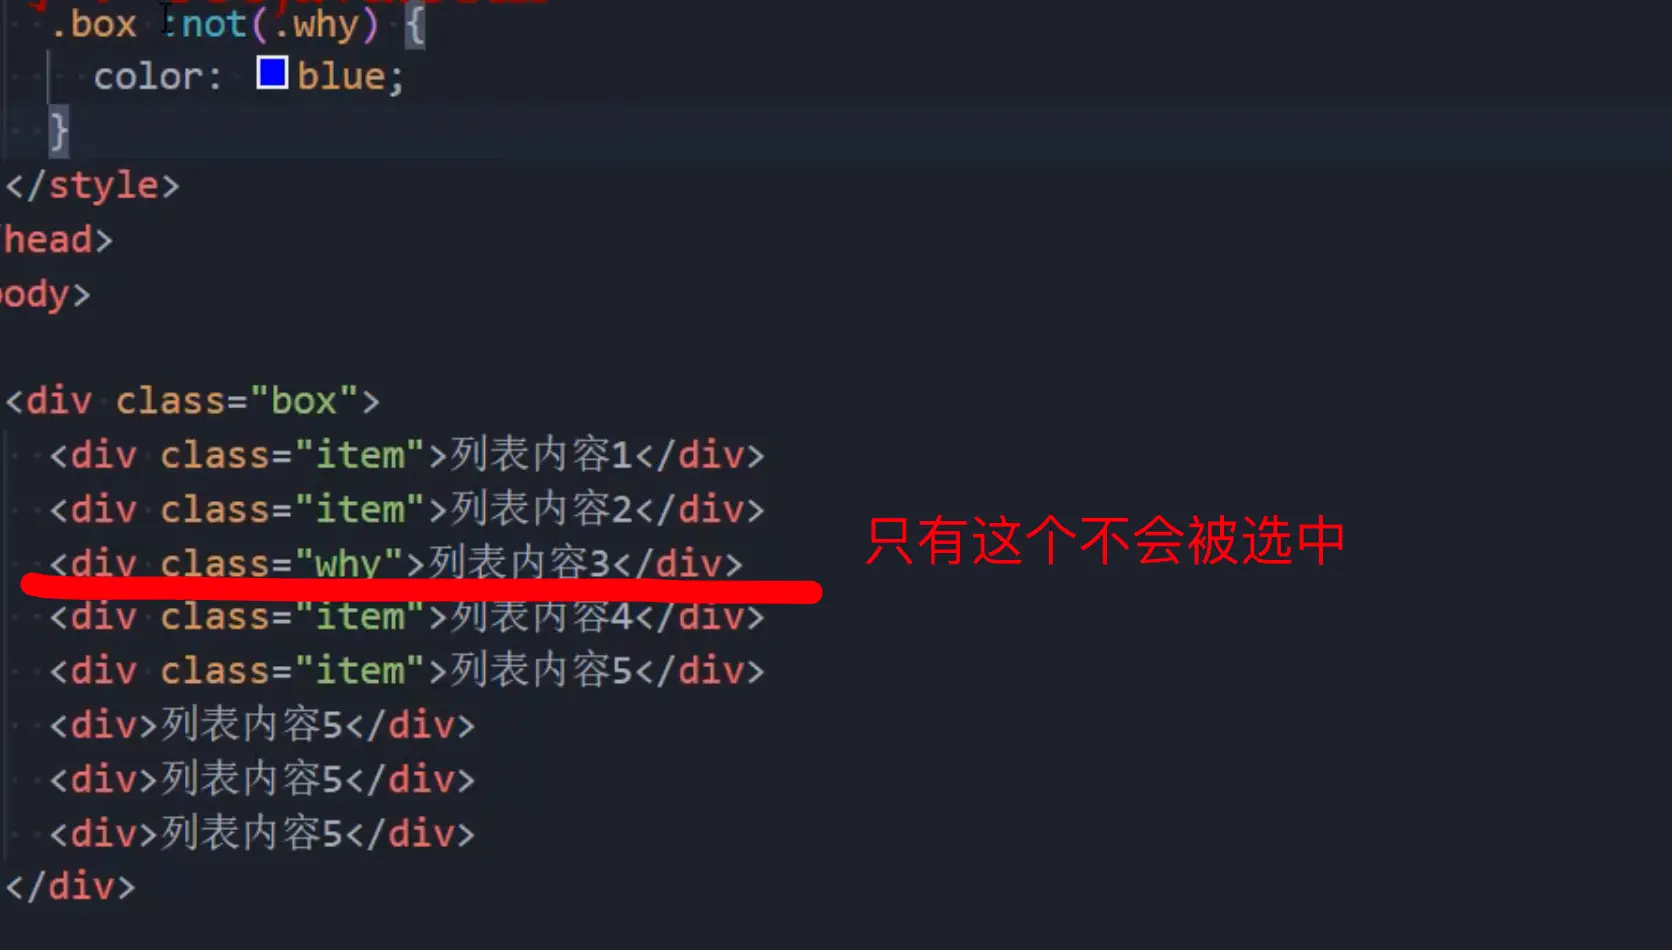 .box :not(.why) {
color: blue;
}
</style>
head>
ody>
<div class="box">
<div class="item">列表内容1</div>
<div class="item">列表内容2</div>
<div class="why">列表内容3</div>
只有这个不会被选中
<div class="item">列表内容4</div>
<div class="item">列表内容5</div>
<div>列表内容5</div>
<div>列表内容5</div>
<div>列表内容5</div>
</div>